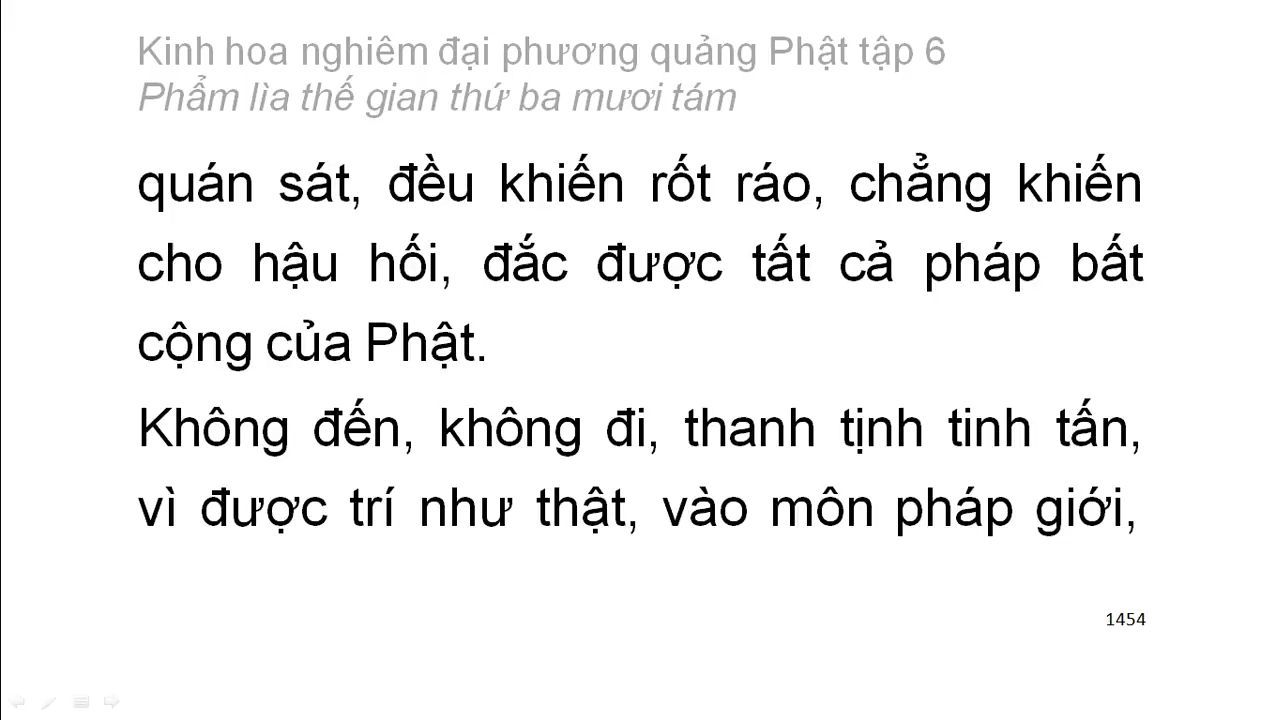 Kinh hoa nghiêm đại phương quảng Phật tập 6
Phẩm lìa thế gian thứ ba mươi tám
quán sát, đều khiến rốt ráo, chẳng khiến
cho hậu hối, đắc được tất cả pháp bất
cộng của Phật.
Không đến, không đi, thanh tịnh tinh tấn,
vì được trí như thật, vào môn pháp giới,
1454